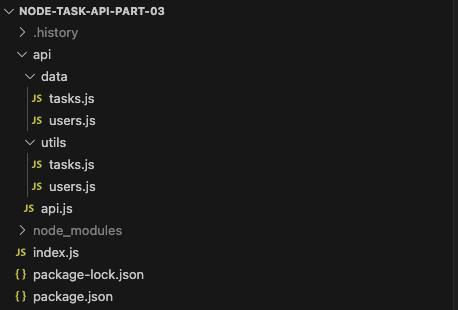 NODE-TASK-API-PART-03
.history
api
data
JS tasks.js
JS users.js
utils
JS tasks.js
JS users.js
JS api.js
node_modules
JS index.js
{} package-lock.json
{} package.json